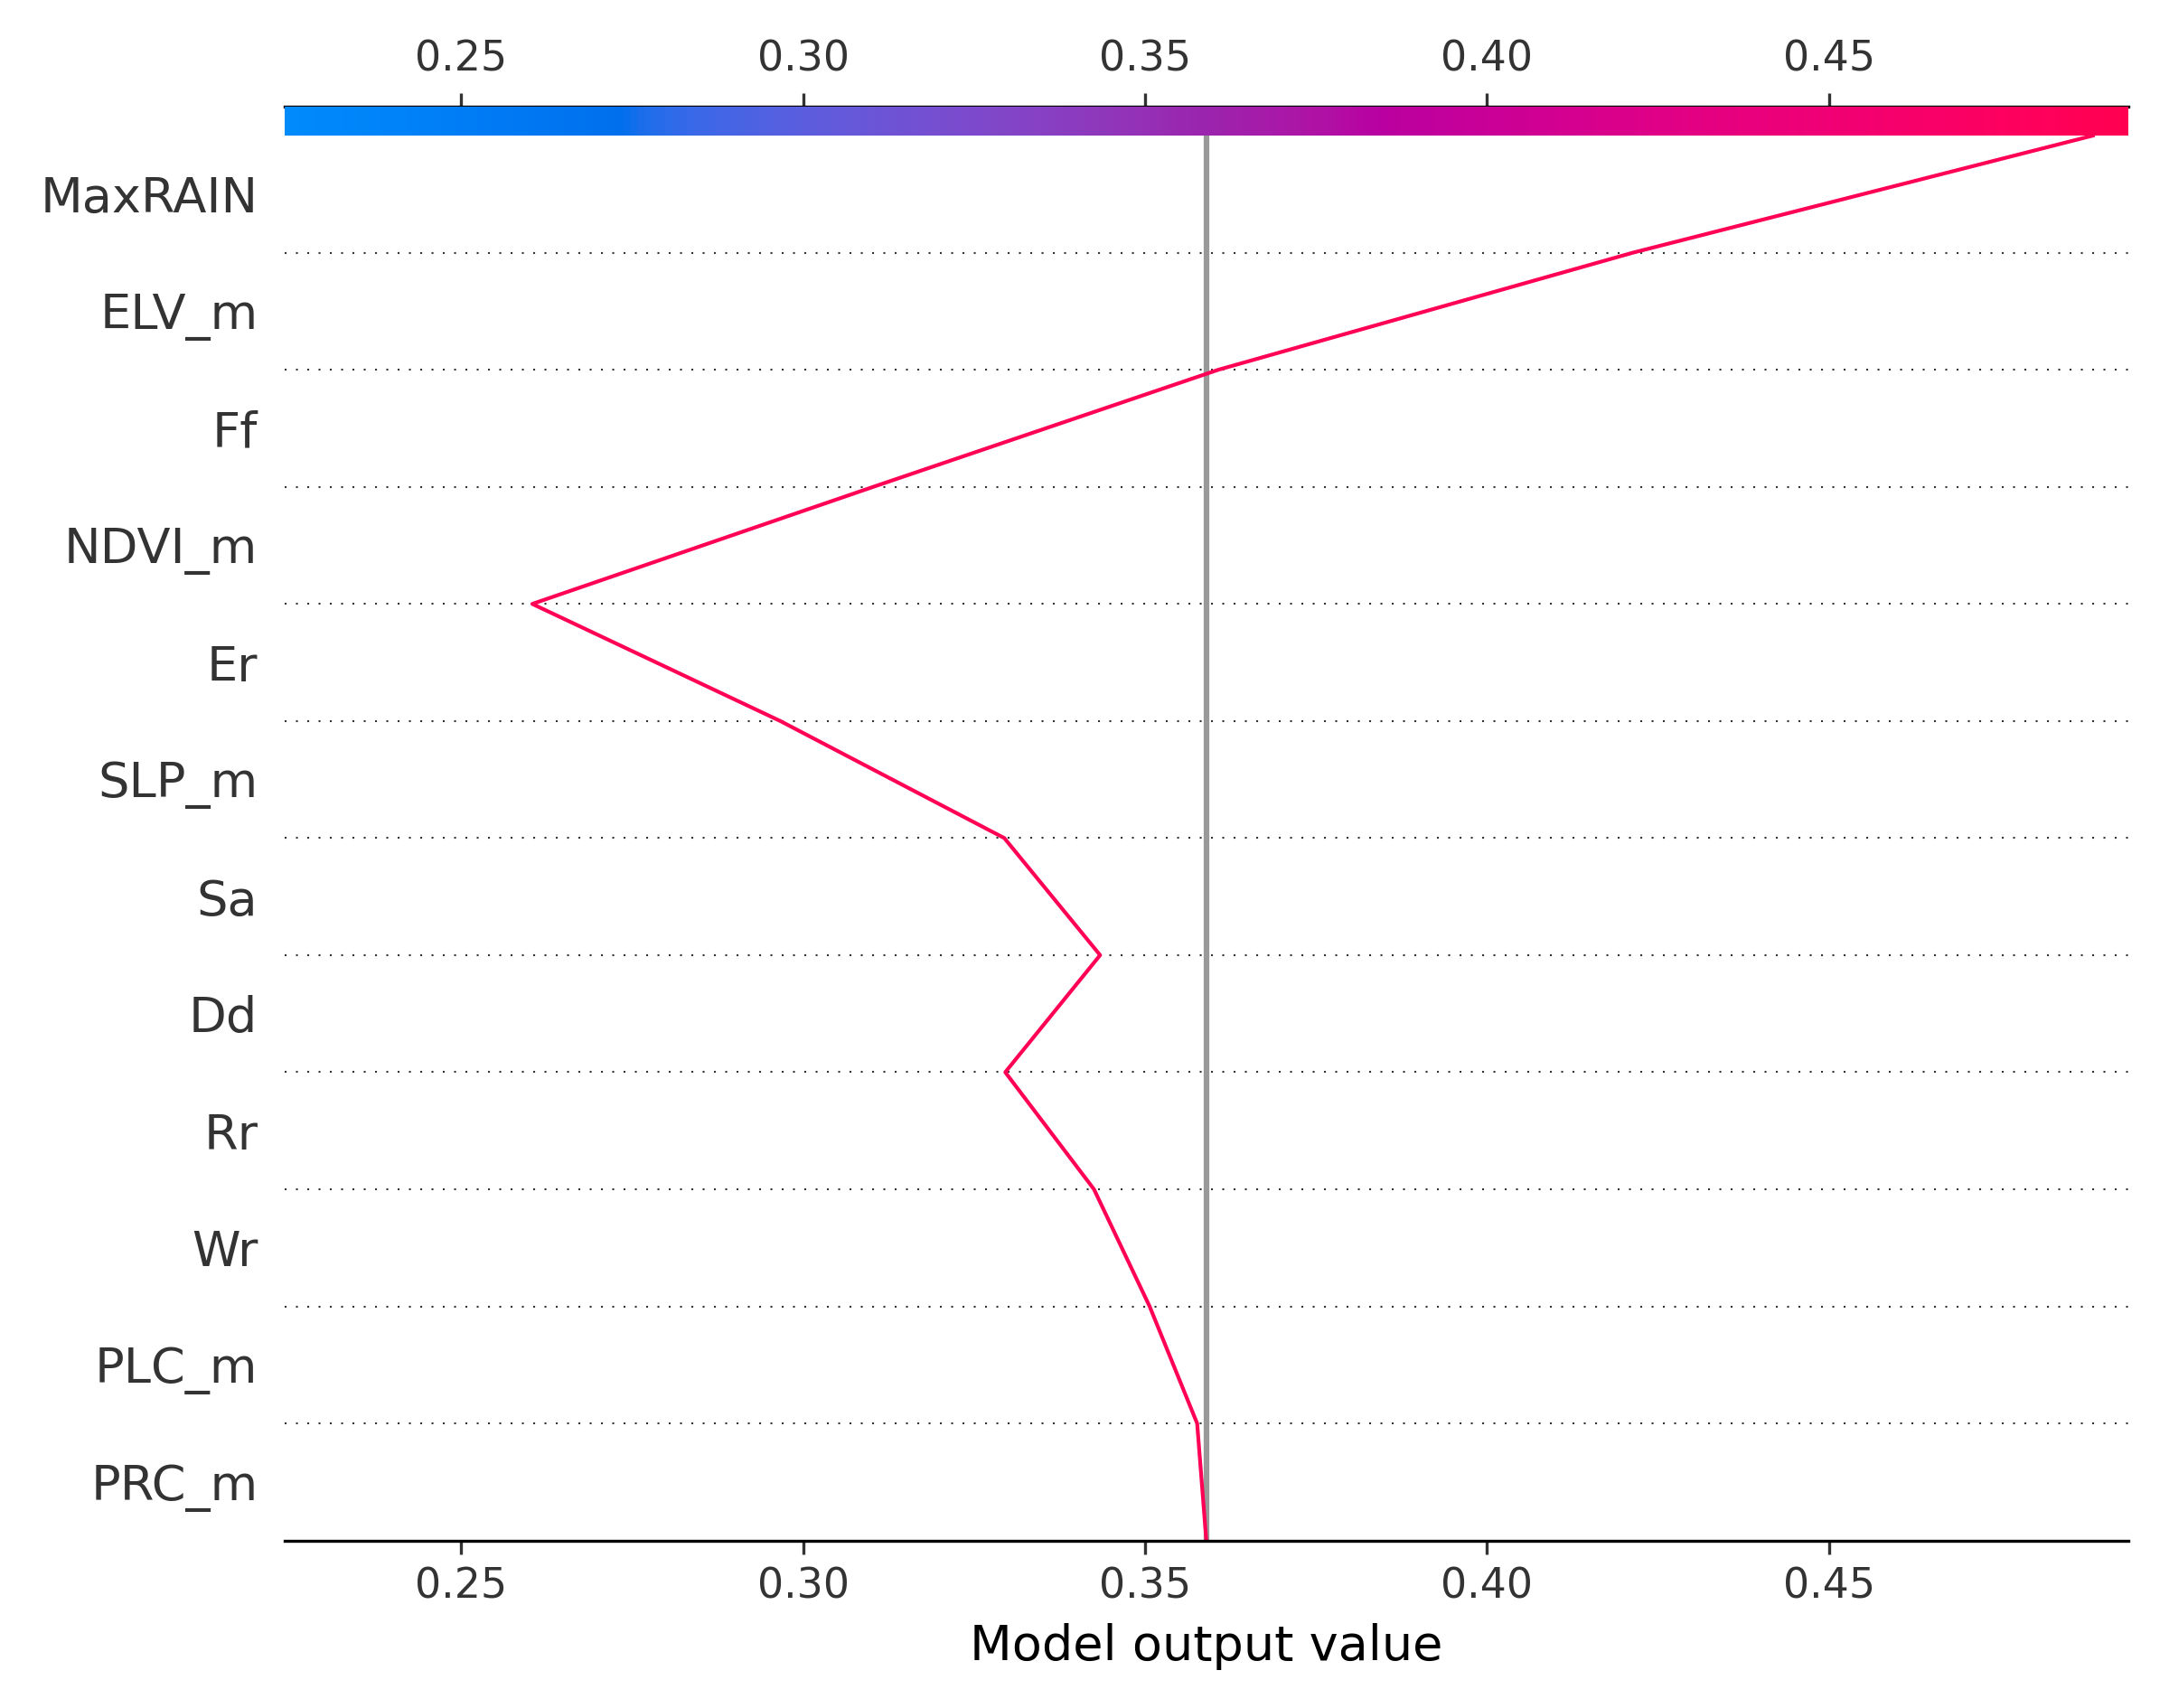 0.25 0.30 0.35 0.40 0.45
MaxRAIN
ELV_m
Ff
NDVI_m
Er
SLP_m
Sa
Dd
Rr
Wr
PLC_m
PRC_m
0.25 0.30 0.35 0.40 0.45
Model output value